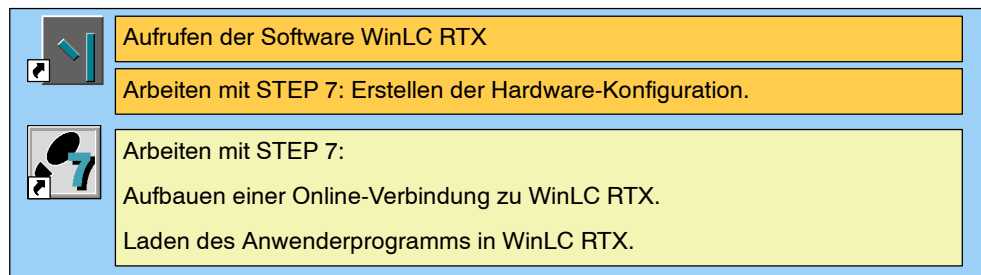 Aufrufen der Software WinLC RTX
Arbeiten mit STEP 7: Erstellen der Hardware-Konfiguration.
7
Arbeiten mit STEP 7:
Aufbauen einer Online-Verbindung zu WinLC RTX.
Laden des Anwenderprogramms in WinLC RTX.